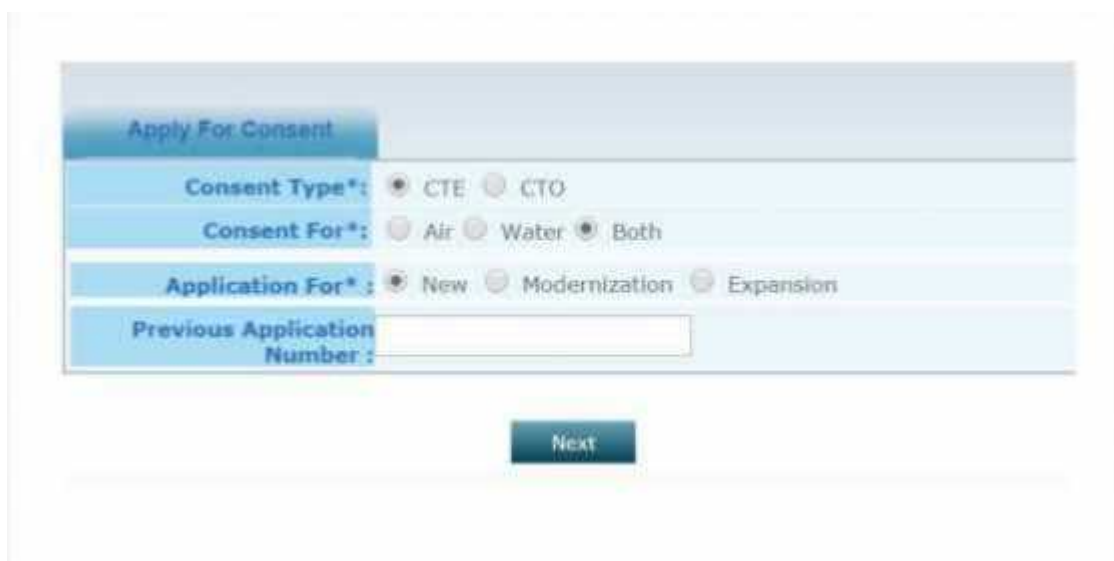 Apply For Consent
Consent Type*: CTE CTO
Consent For*: Air Water Both
Application For* : New Modernization Expansion
Previous Application
Number :
Next